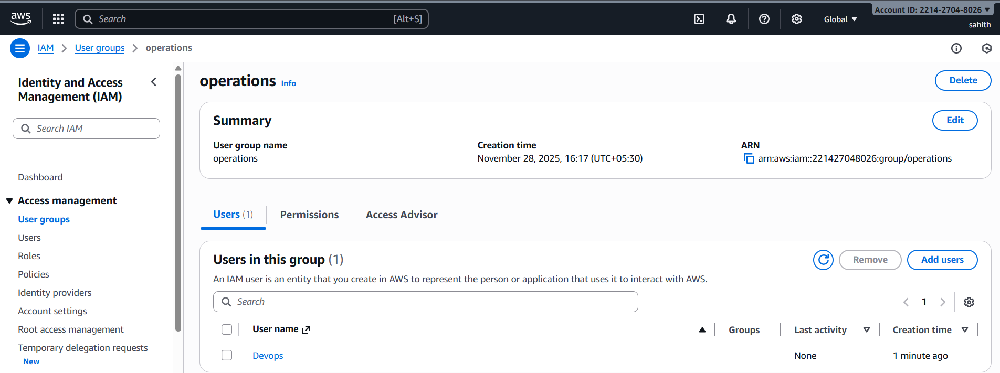 aws
Search [Alt+S]
Global
Account ID: 2214-2704-8026
sahith
IAM
User groups
operations
Identity and Access
Management (IAM)
Search IAM
Dashboard
Access management
User groups
Users
Roles
Policies
Identity providers
Account settings
Root access management
Temporary delegation requests
New
operations Info
Delete
Summary
Edit
User group name
operations
Creation time
November 28, 2025, 16:17 (UTC+05:30)
ARN
arn:aws:iam::221427048026:group/operations
Users (1)
Permissions
Access Advisor
Users in this group (1)
Remove
Add users
An IAM user is an entity that you create in AWS to represent the person or application that uses it to interact with AWS.
Search
1
User name Groups Last activity Creation time
Devops None 1 minute ago